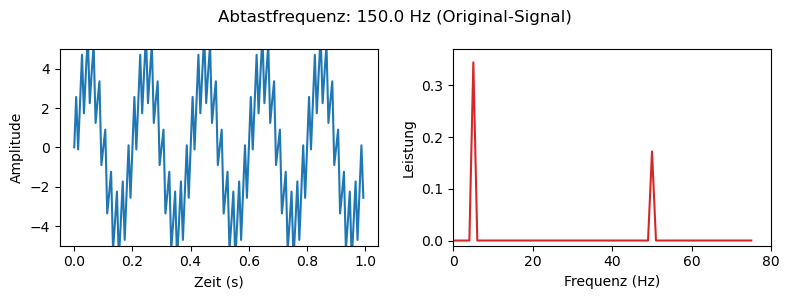 Abtastfrequenz: 150.0 Hz (Original-Signal)
Amplitude
4
2
0
−2
−4
0.0 0.2 0.4 0.6 0.8 1.0
Zeit (s)
Leistung
0.3
0.2
0.1
0.0
0 20 40 60 80
Frequenz (Hz)